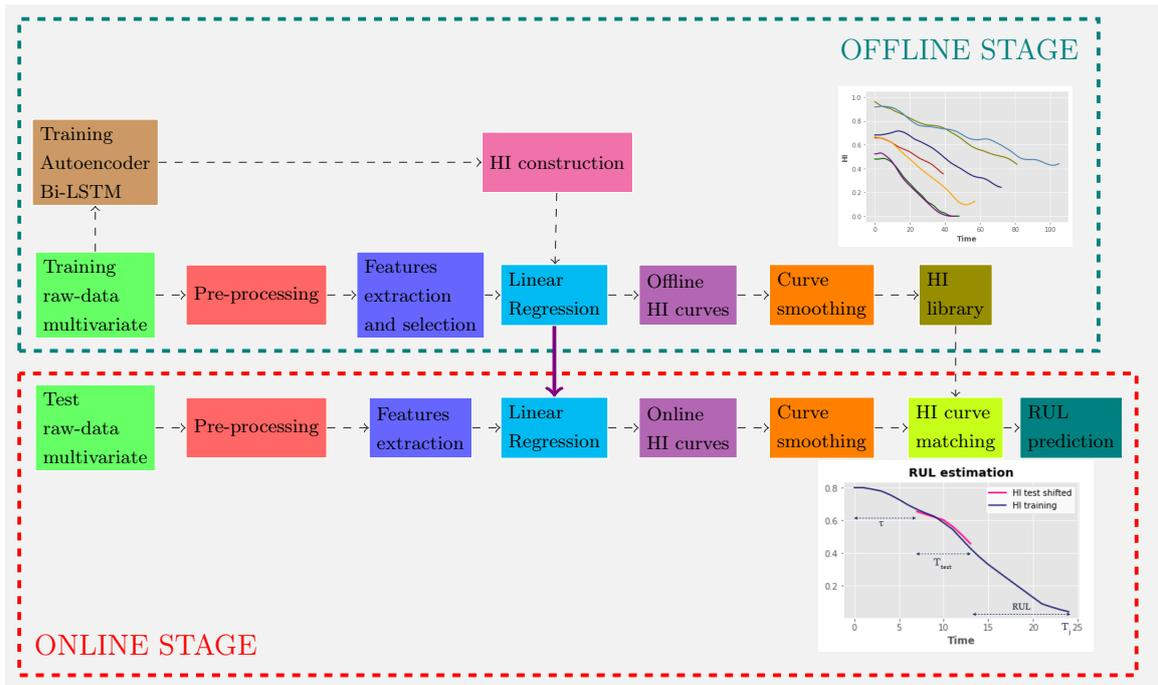 OFFLINE STAGE
1.0
0.8
0.6
0.4
0.2
0.0
HI
0 20 40 60 80 100
Time
Training
Autoencoder
Bi-LSTM
HI construction
Training
raw-data
multivariate
Pre-processing
Features
extraction
and selection
Linear
Regression
Offline
HI curves
Curve
smoothing
HI
library
Test
raw-data
multivariate
Pre-processing
Features
extraction
Linear
Regression
Online
HI curves
Curve
smoothing
HI curve
matching
RUL
prediction
RUL estimation
HI test shifted
HI training
0.8
0.6
0.4
0.2
τ
T test
RUL
0 5 10 15 20 T j 25
Time
ONLINE STAGE